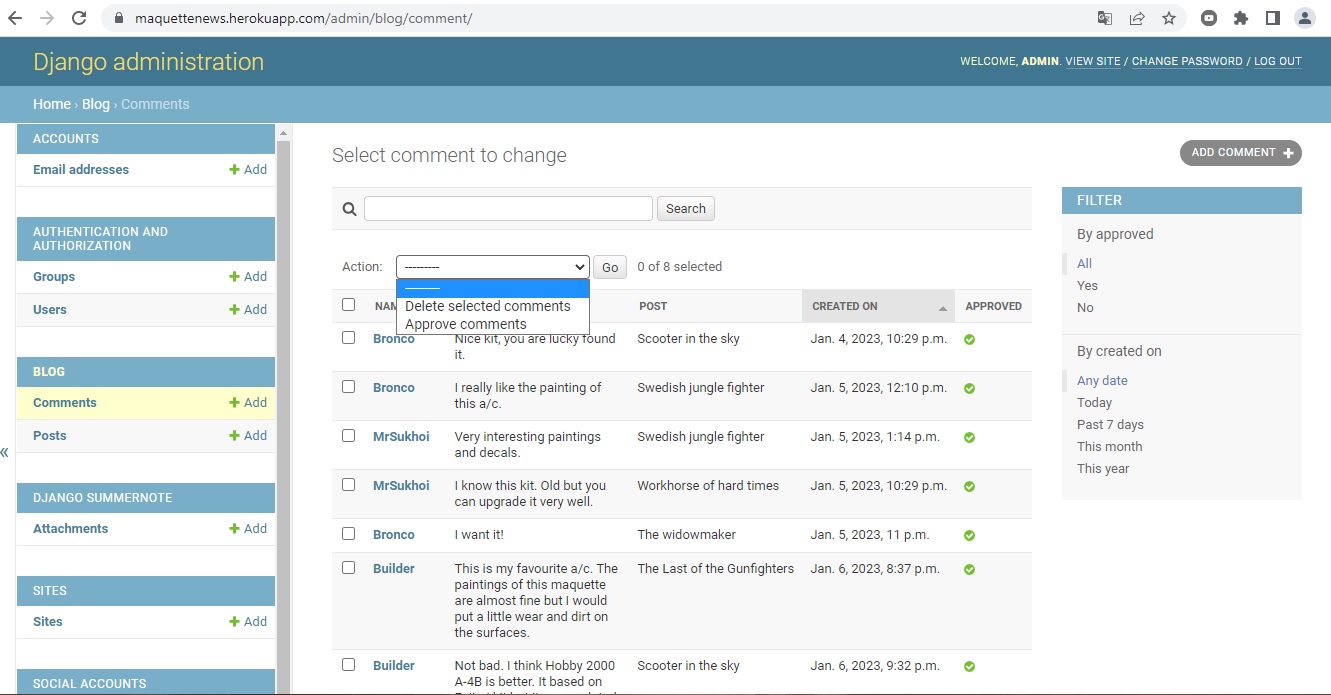 maquettenews.herokuapp.com/admin/blog/comment/
Django administration
WELCOME, ADMIN. VIEW SITE / CHANGE PASSWORD / LOG OUT
Home › Blog › Comments
ACCOUNTS
Email addresses + Add
AUTHENTICATION AND
AUTHORIZATION
Groups + Add
Users + Add
BLOG
Comments + Add
Posts + Add
«
DJANGO SUMMERNOTE
Attachments + Add
SITES
Sites + Add
SOCIAL ACCOUNTS
Select comment to change
ADD COMMENT +
Search
Action: --------- Go 0 of 8 selected
---------
Delete selected comments
Approve comments
POST CREATED ON APPROVED
Bronco Nice kit, you are lucky found Scooter in the sky Jan. 4, 2023, 10:29 p.m.
it.
Bronco I really like the painting of Swedish jungle fighter Jan. 5, 2023, 12:10 p.m.
this a/c.
MrSukhoi Very interesting paintings Swedish jungle fighter Jan. 5, 2023, 1:14 p.m.
and decals.
MrSukhoi I know this kit. Old but you Workhorse of hard times Jan. 5, 2023, 10:29 p.m.
can upgrade it very well.
Bronco I want it! The widowmaker Jan. 5, 2023, 11 p.m.
Builder This is my favourite a/c. The The Last of the Gunfighters Jan. 6, 2023, 8:37 p.m.
paintings of this maquette
are almost fine but I would
put a little wear and dirt on
the surfaces.
Builder Not bad. I think Hobby 2000 Scooter in the sky Jan. 6, 2023, 9:32 p.m.
A-4B is better. It based on
FILTER
By approved
All
Yes
No
By created on
Any date
Today
Past 7 days
This month
This year